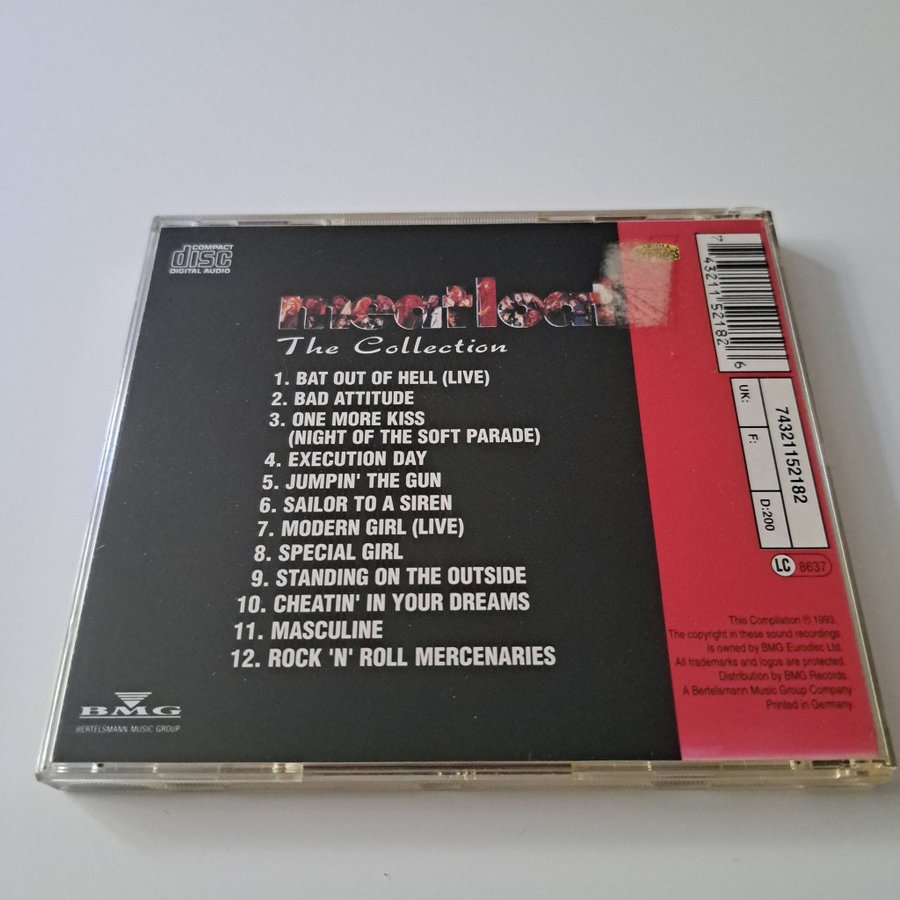 COMPACT
disc
DIGITAL AUDIO
meatloaf
The Collection
1. BAT OUT OF HELL (LIVE)
2. BAD ATTITUDE
3. ONE MORE KISS
(NIGHT OF THE SOFT PARADE)
4. EXECUTION DAY
5. JUMPIN' THE GUN
6. SAILOR TO A SIREN
7. MODERN GIRL (LIVE)
8. SPECIAL GIRL
9. STANDING ON THE OUTSIDE
10. CHEATIN' IN YOUR DREAMS
11. MASCULINE
12. ROCK 'N' ROLL MERCENARIES
BMG
BERTELSMANN MUSIC GROUP
EXPRESS
7 43211 52182 6
74321152182
UK:
F:
D:200
LC 8637
This Compilation ℗ 1993.
The copyright in these sound recordings
is owned by BMG Eurodisc Ltd.
All trademarks and logos are protected.
Distribution by BMG Records.
A Bertelsmann Music Group Company
Printed in Germany.